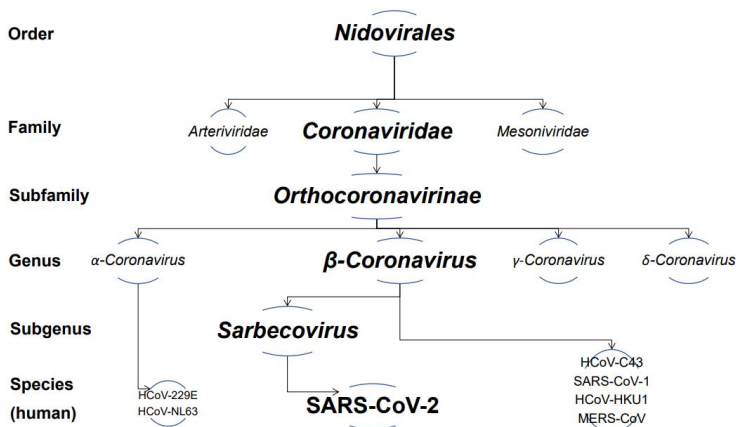 Order
Nidovirales
Family
Arteriviridae
Coronaviridae
Mesoniviridae
Subfamily
Orthocoronavirinae
Genus
α-Coronavirus
β-Coronavirus
γ-Coronavirus
δ-Coronavirus
Subgenus
Sarbecovirus
Species
(human)
HCoV-229E
HCoV-NL63
SARS-CoV-2
HCoV-C43
SARS-CoV-1
HCoV-HKU1
MERS-CoV